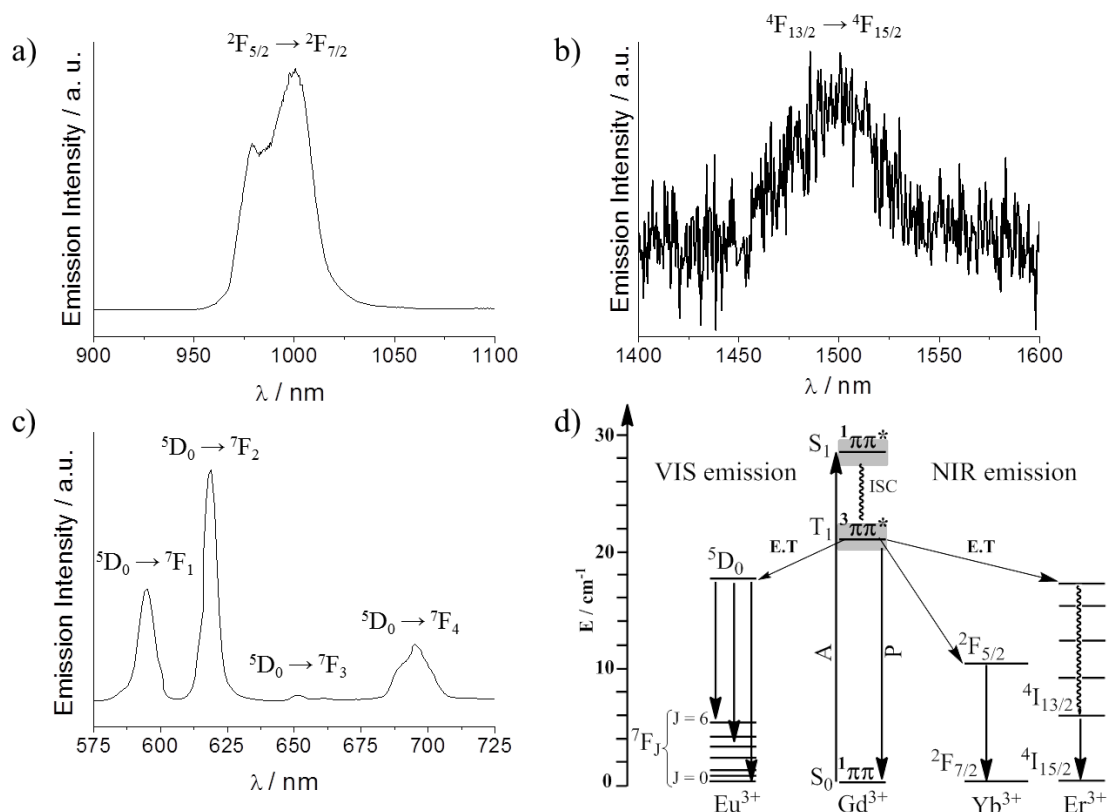 a)
²F₅/₂ → ²F₇/₂
Emission Intensity / a. u.
900 950 1000 1050 1100
λ / nm
b)
⁴F₁₃/₂ → ⁴F₁₅/₂
Emission Intensity / a.u.
1400 1450 1500 1550 1600
λ / nm
c)
⁵D₀ → ⁷F₂
⁵D₀ → ⁷F₁
⁵D₀ → ⁷F₄
⁵D₀ → ⁷F₃
Emission Intensity / a.u.
575 600 625 650 675 700 725
λ / nm
d)
30
20
10
0
E / cm⁻¹
VIS emission
NIR emission
S₁ ¹ππ*
ISC
T₁ ³ππ*
E.T
E.T
⁵D₀
A
P
²F₅/₂
⁴I₁₃/₂
⁷F_J
J = 6
J = 0
S₀ ¹ππ
²F₇/₂
⁴I₁₅/₂
Eu³⁺ Gd³⁺ Yb³⁺ Er³⁺